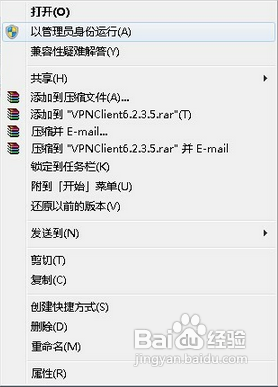 打开(O)
以管理员身份运行(A)
兼容性疑难解答(Y)
共享(H)
添加到压缩文件(A)...
添加到 "VPNClient6.2.3.5.rar"(T)
压缩并 E-mail...
压缩到 "VPNClient6.2.3.5.rar" 并 E-mail
锁定到任务栏(K)
附到「开始」菜单(U)
还原以前的版本(V)
发送到(N)
剪切(T)
复制(C)
创建快捷方式(S)
删除(D)
重命名(M)
属性(R)
Baidu 经验
jingyan.baidu.com